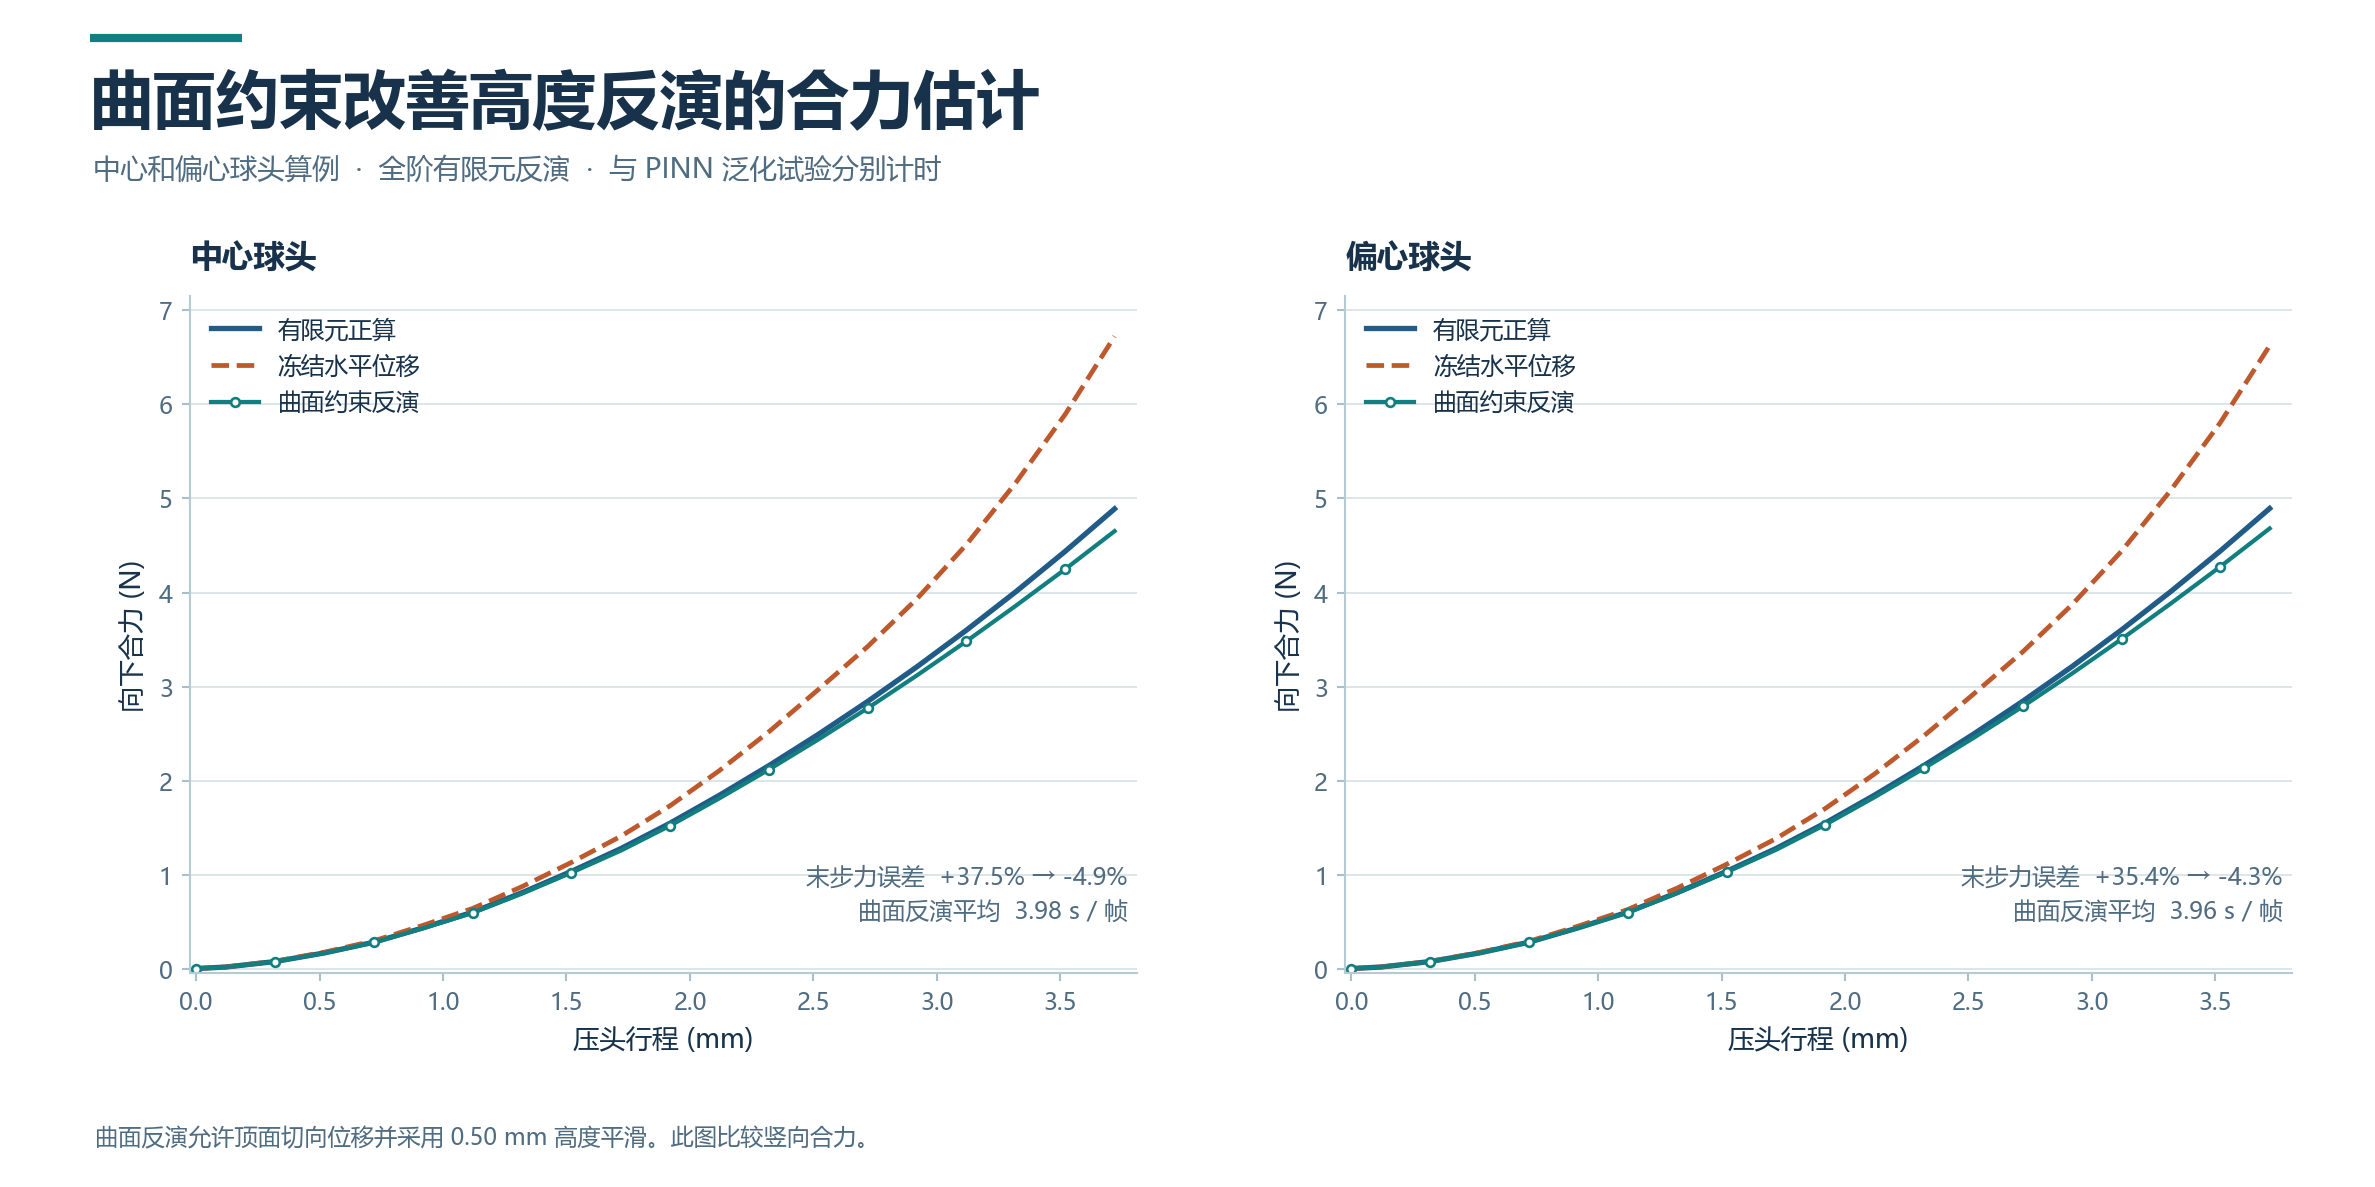 曲面约束改善高度反演的合力估计
中心和偏心球头算例 · 全阶有限元反演 · 与 PINN 泛化试验分别计时
中心球头
有限元正算
冻结水平位移
曲面约束反演
向下合力 (N)
7
6
5
4
3
2
1
0
末步力误差 +37.5% → -4.9%
曲面反演平均 3.98 s / 帧
0.0 0.5 1.0 1.5 2.0 2.5 3.0 3.5
压头行程 (mm)
偏心球头
有限元正算
冻结水平位移
曲面约束反演
向下合力 (N)
7
6
5
4
3
2
1
0
末步力误差 +35.4% → -4.3%
曲面反演平均 3.96 s / 帧
0.0 0.5 1.0 1.5 2.0 2.5 3.0 3.5
压头行程 (mm)
曲面反演允许顶面切向位移并采用 0.50 mm 高度平滑。此图比较竖向合力。